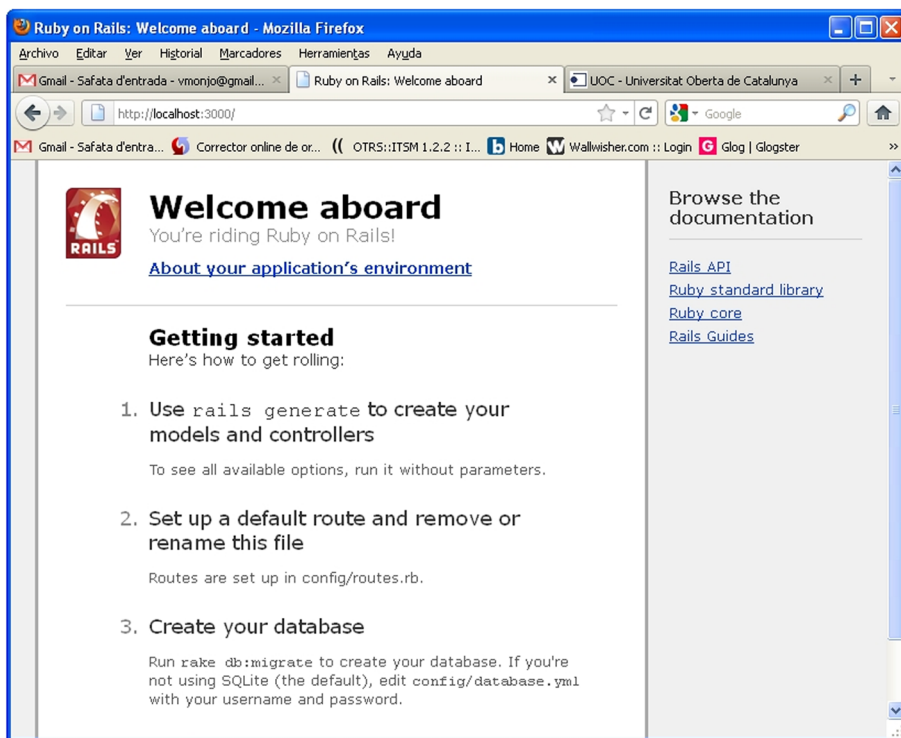 Ruby on Rails: Welcome aboard - Mozilla Firefox
Archivo Editar Ver Historial Marcadores Herramientas Ayuda
Gmail - Safata d'entrada - vmonjo@gmail... × Ruby on Rails: Welcome aboard × UOC - Universitat Oberta de Catalunya × +
http://localhost:3000/ Google
Gmail - Safata d'entra... Corrector online de or... OTRS::ITSM 1.2.2 :: I... b Home W Wallwisher.com :: Login G Glog | Glogster »
RAILS
Welcome aboard
You're riding Ruby on Rails!
About your application's environment
Getting started
Here's how to get rolling:
1. Use rails generate to create your
models and controllers
To see all available options, run it without parameters.
2. Set up a default route and remove or
rename this file
Routes are set up in config/routes.rb.
3. Create your database
Run rake db:migrate to create your database. If you're
not using SQLite (the default), edit config/database.yml
with your username and password.
Browse the
documentation
Rails API
Ruby standard library
Ruby core
Rails Guides